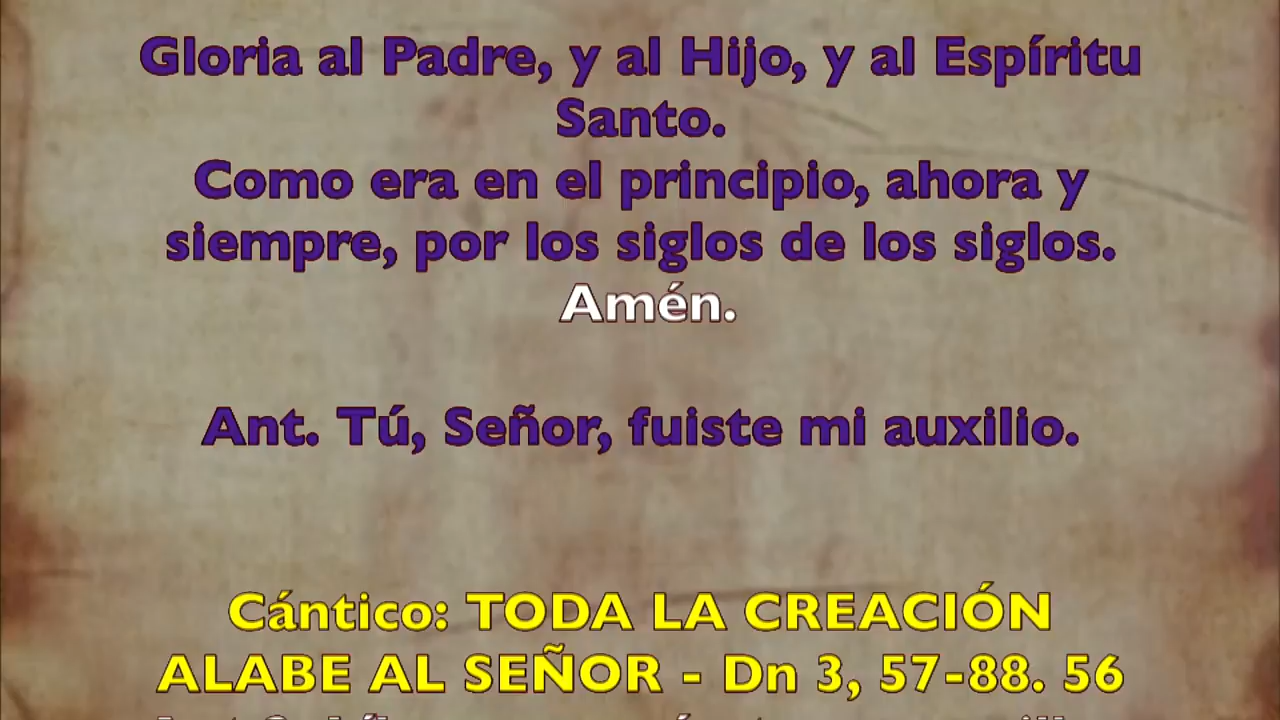 Gloria al Padre, y al Hijo, y al Espíritu
Santo.
Como era en el principio, ahora y
siempre, por los siglos de los siglos.
Amén.
Ant. Tú, Señor, fuiste mi auxilio.
Cántico: TODA LA CREACIÓN
ALABE AL SEÑOR - Dn 3, 57-88. 56